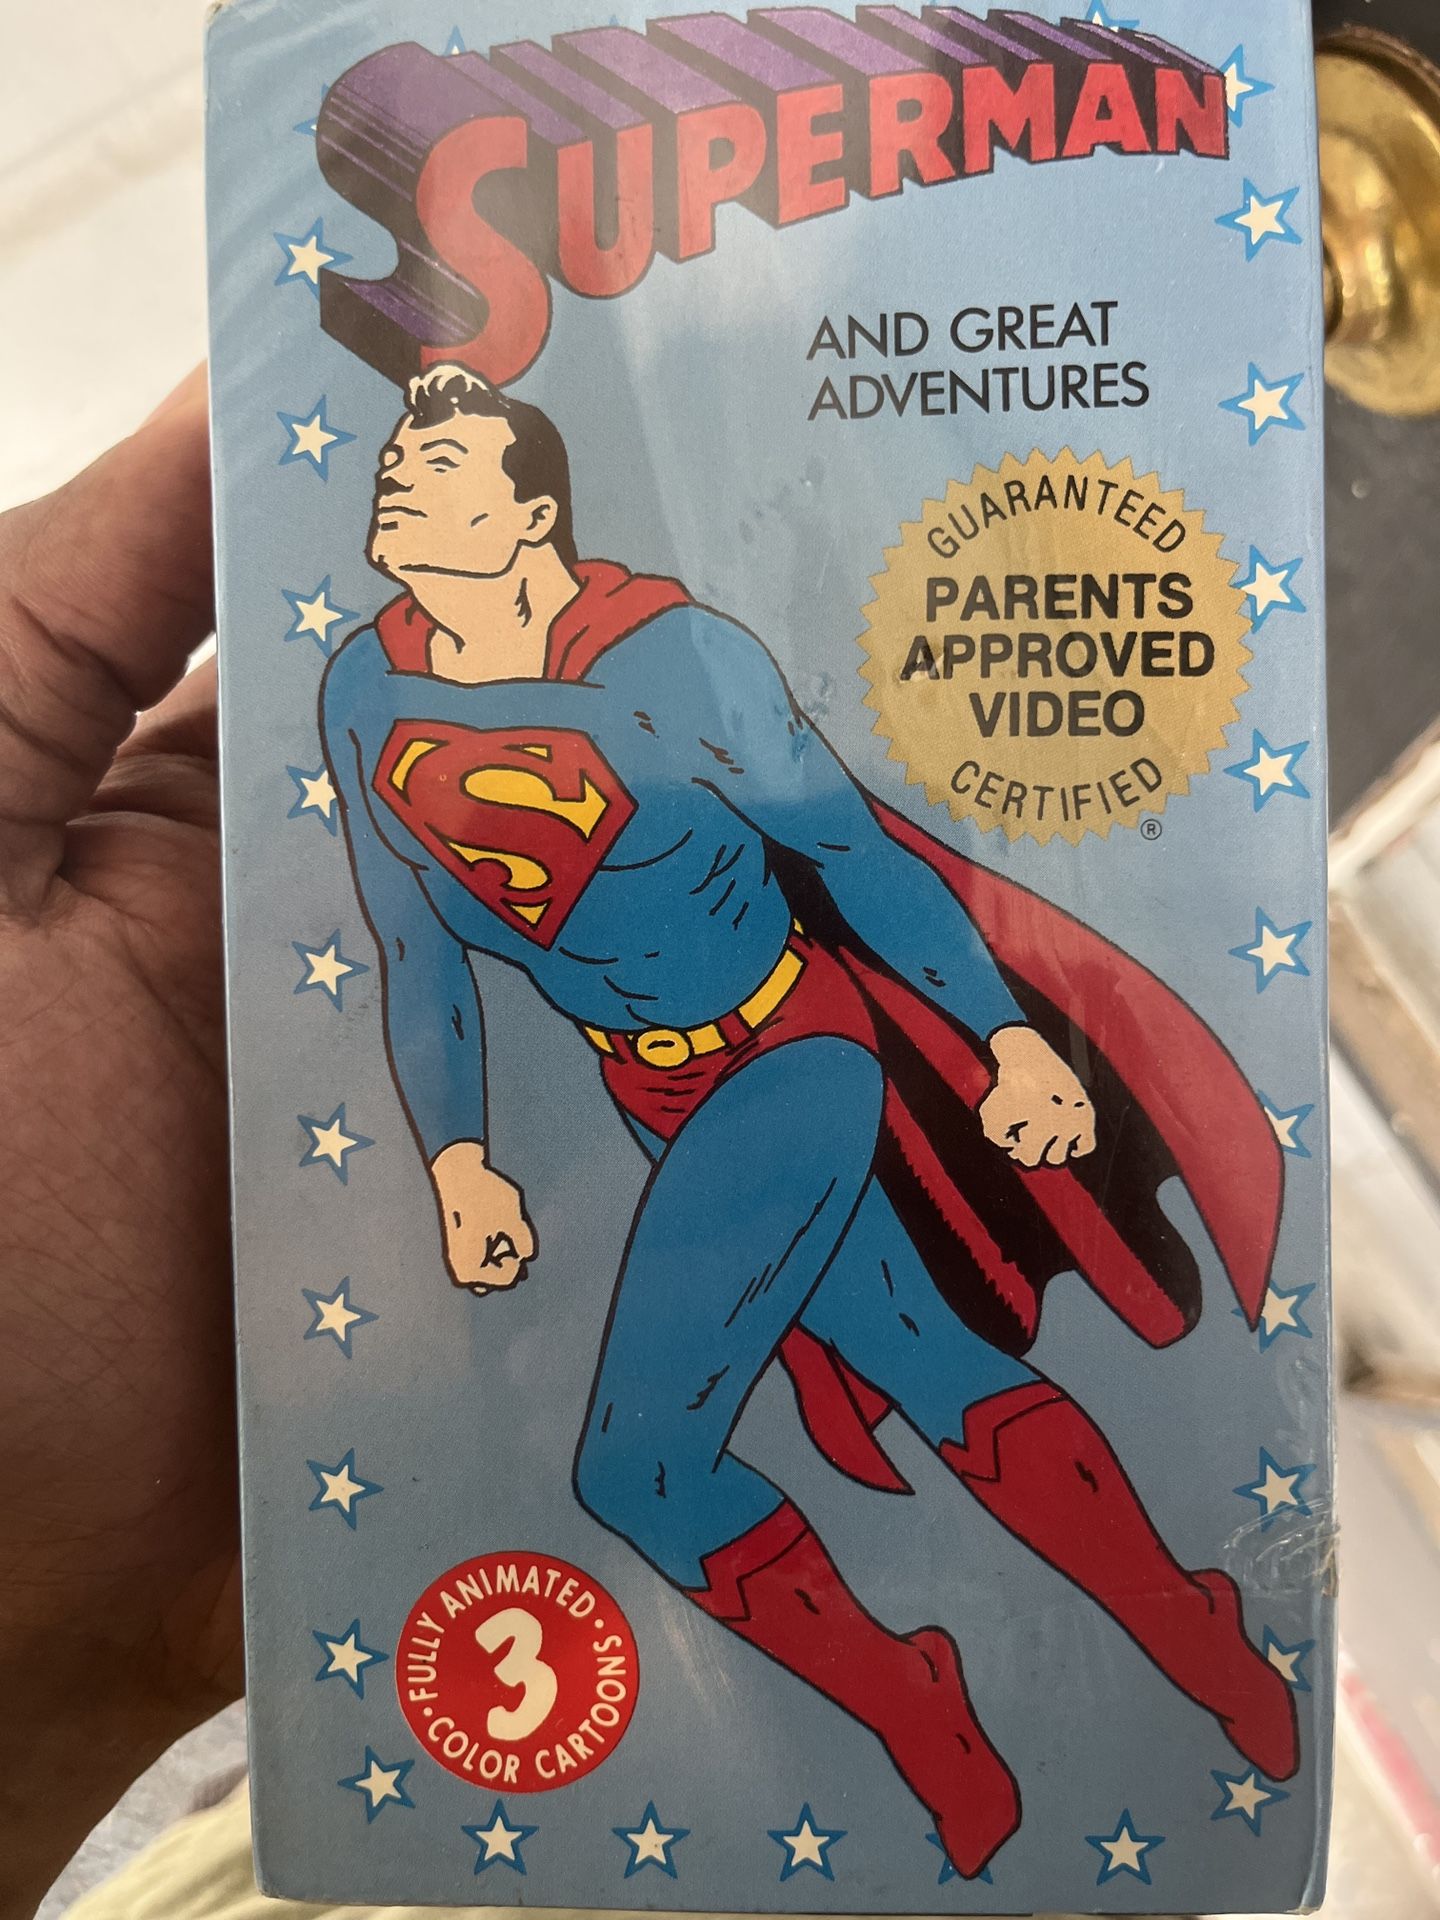 SUPERMAN
AND GREAT
ADVENTURES
GUARANTEED
PARENTS
APPROVED
VIDEO
CERTIFIED
®
S
FULLY ANIMATED
3
COLOR CARTOONS